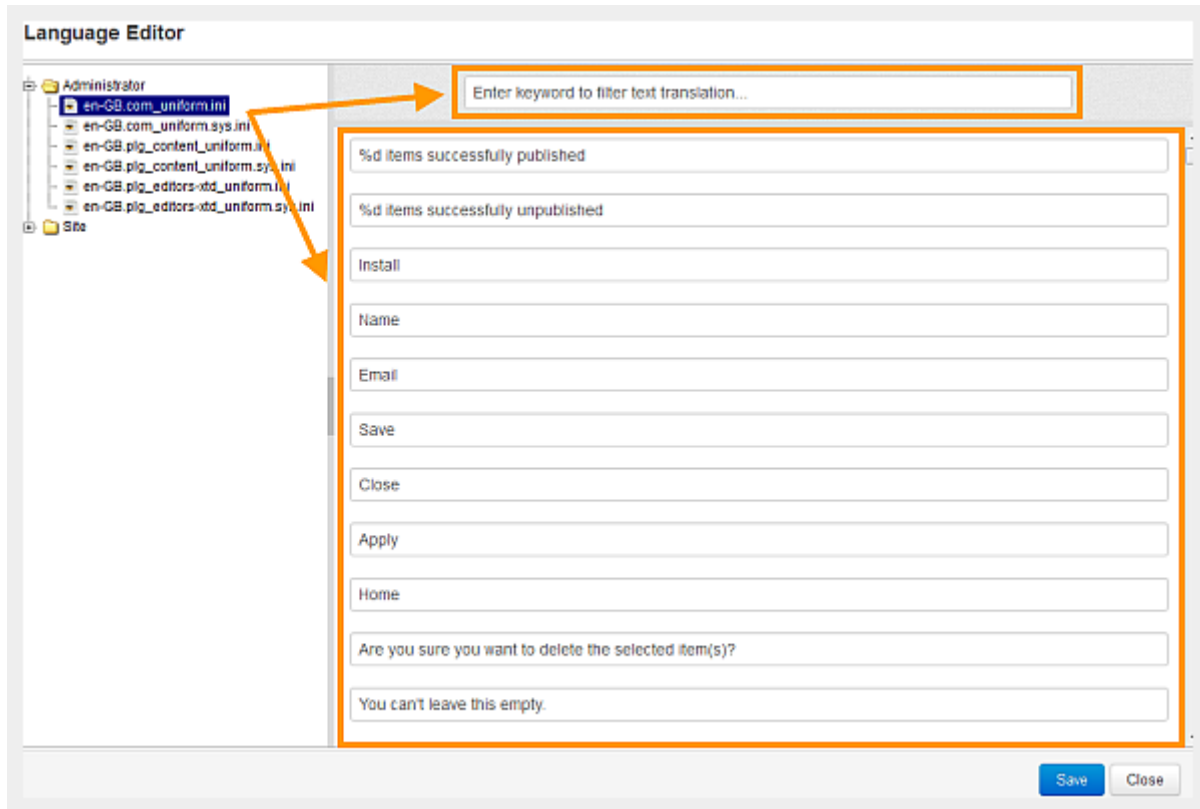 Language Editor
Administrator
en-GB.com_uniform.ini
en-GB.com_uniform.sys.ini
en-GB.plg_content_uniform.ini
en-GB.plg_content_uniform.sys.ini
en-GB.plg_editors-xtd_uniform.ini
en-GB.plg_editors-xtd_uniform.sys.ini
Site
Enter keyword to filter text translation...
%d items successfully published
%d items successfully unpublished
Install
Name
Email
Save
Close
Apply
Home
Are you sure you want to delete the selected item(s)?
You can't leave this empty.
Save
Close